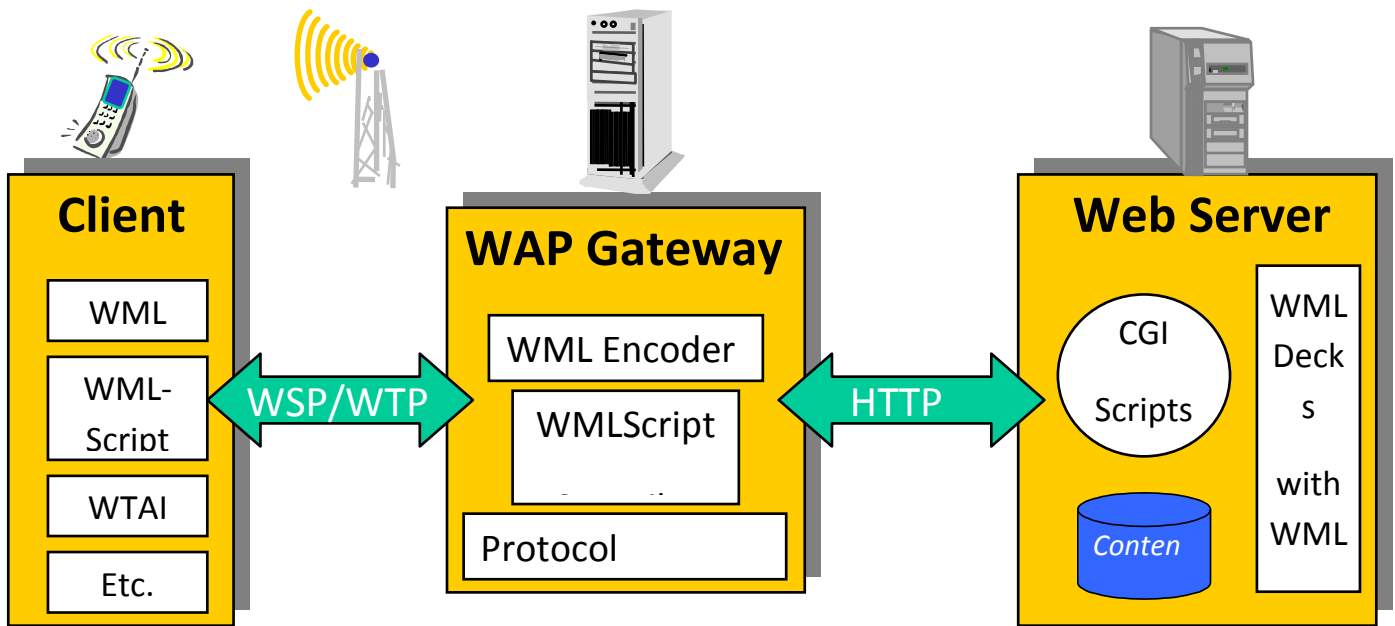 Client
WML
WML-
Script
WTAI
Etc.
WSP/WTP
WAP Gateway
WML Encoder
WMLScript
Protocol
HTTP
Web Server
CGI
Scripts
Conten
WML
Deck
s
with
WML